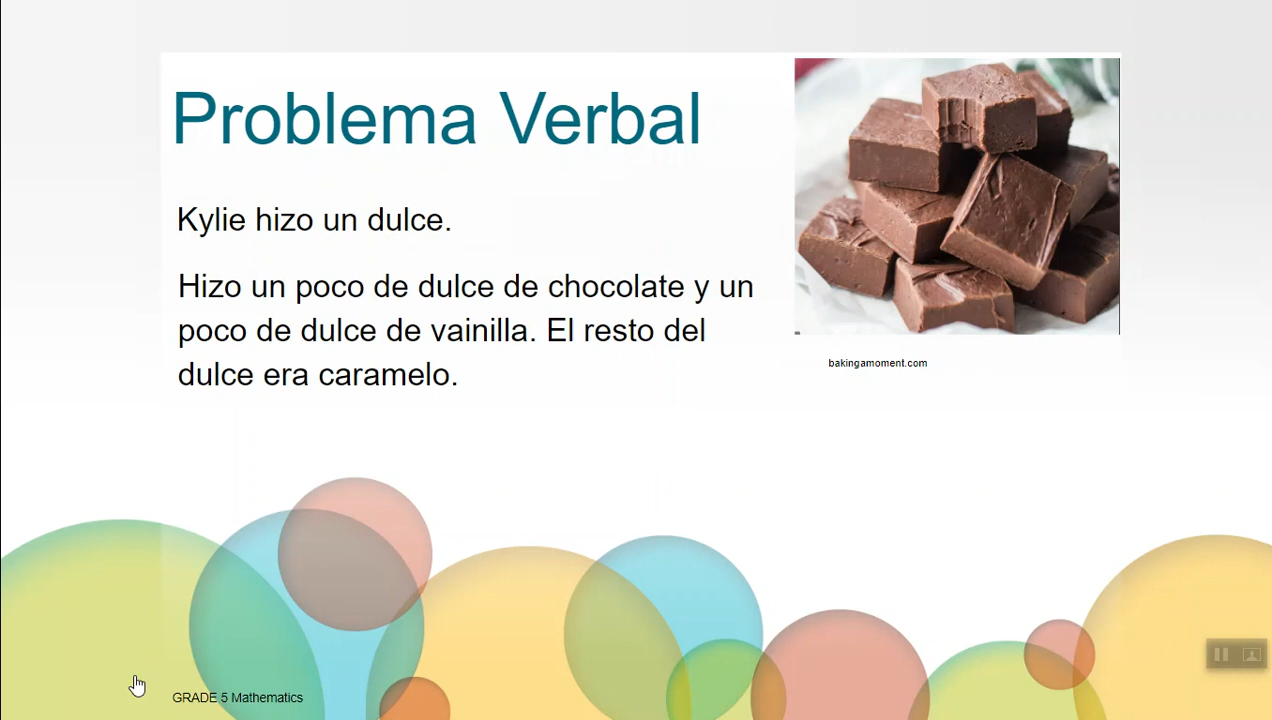 Problema Verbal
Kylie hizo un dulce.
Hizo un poco de dulce de chocolate y un
poco de dulce de vainilla. El resto del
dulce era caramelo.
bakingamoment.com
GRADE 5 Mathematics